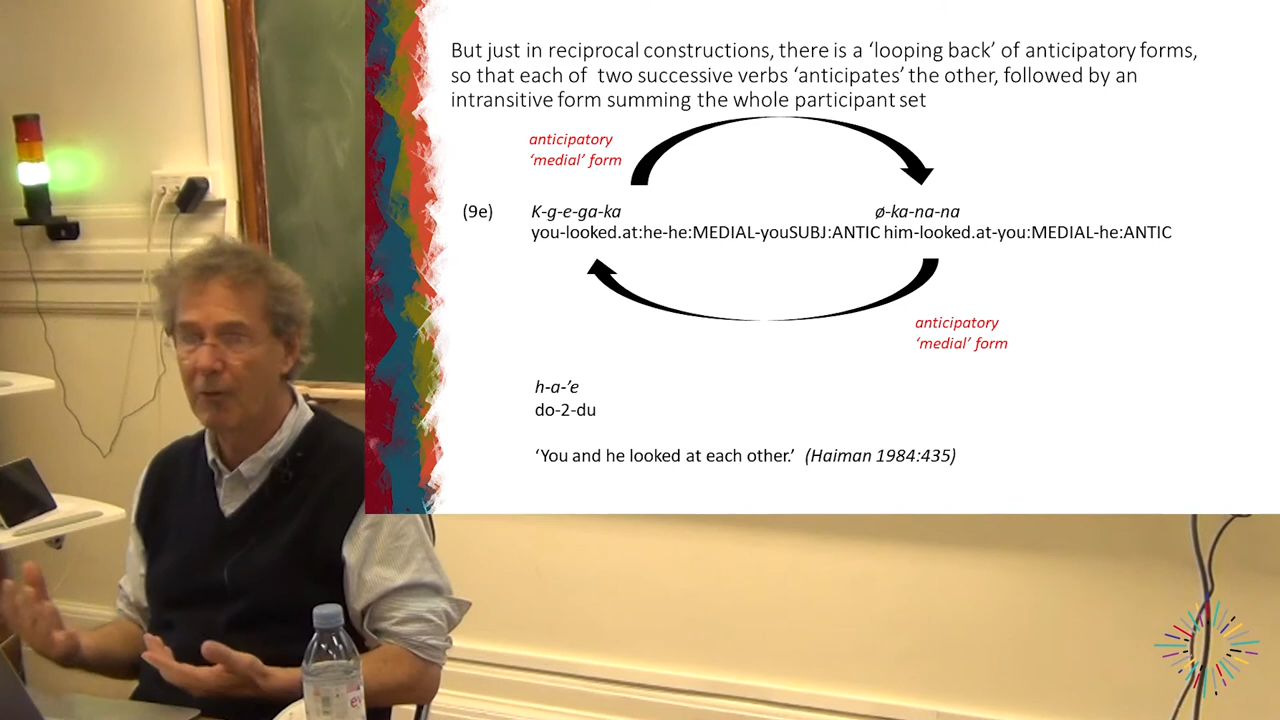 But just in reciprocal constructions, there is a ‘looping back’ of anticipatory forms,
so that each of two successive verbs ‘anticipates’ the other, followed by an
intransitive form summing the whole participant set
anticipatory
‘medial’ form
(9e) K-g-e-ga-ka ø-ka-na-na
you-looked.at:he-he:MEDIAL-youSUBJ:ANTIC him-looked.at-you:MEDIAL-he:ANTIC
anticipatory
‘medial’ form
h-a-’e
do-2-du
‘You and he looked at each other.’ (Haiman 1984:435)